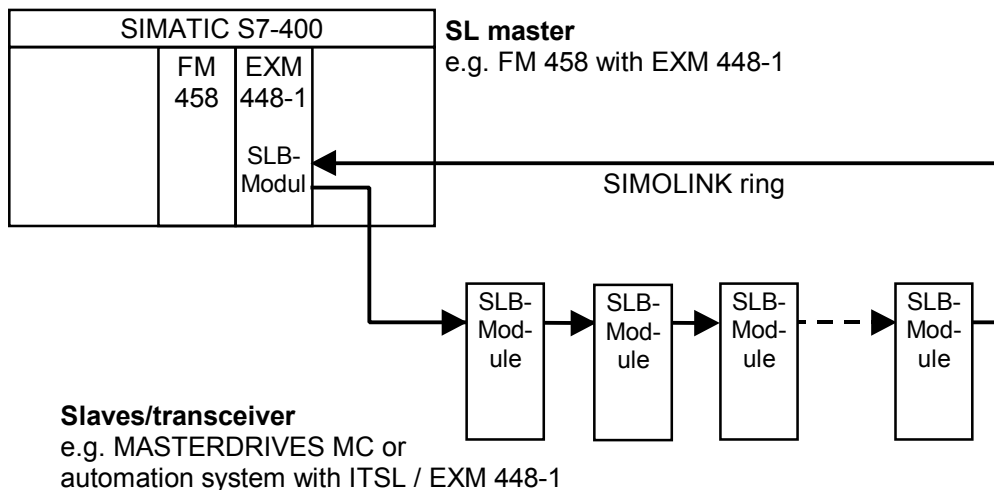 SIMATIC S7-400
SL master
e.g. FM 458 with EXM 448-1
FM
458
EXM
448-1
SLB-
Modul
SIMOLINK ring
SLB-
Mod-
ule
SLB-
Mod-
ule
SLB-
Mod-
ule
SLB-
Mod-
ule
Slaves/transceiver
e.g. MASTERDRIVES MC or
automation system with ITSL / EXM 448-1